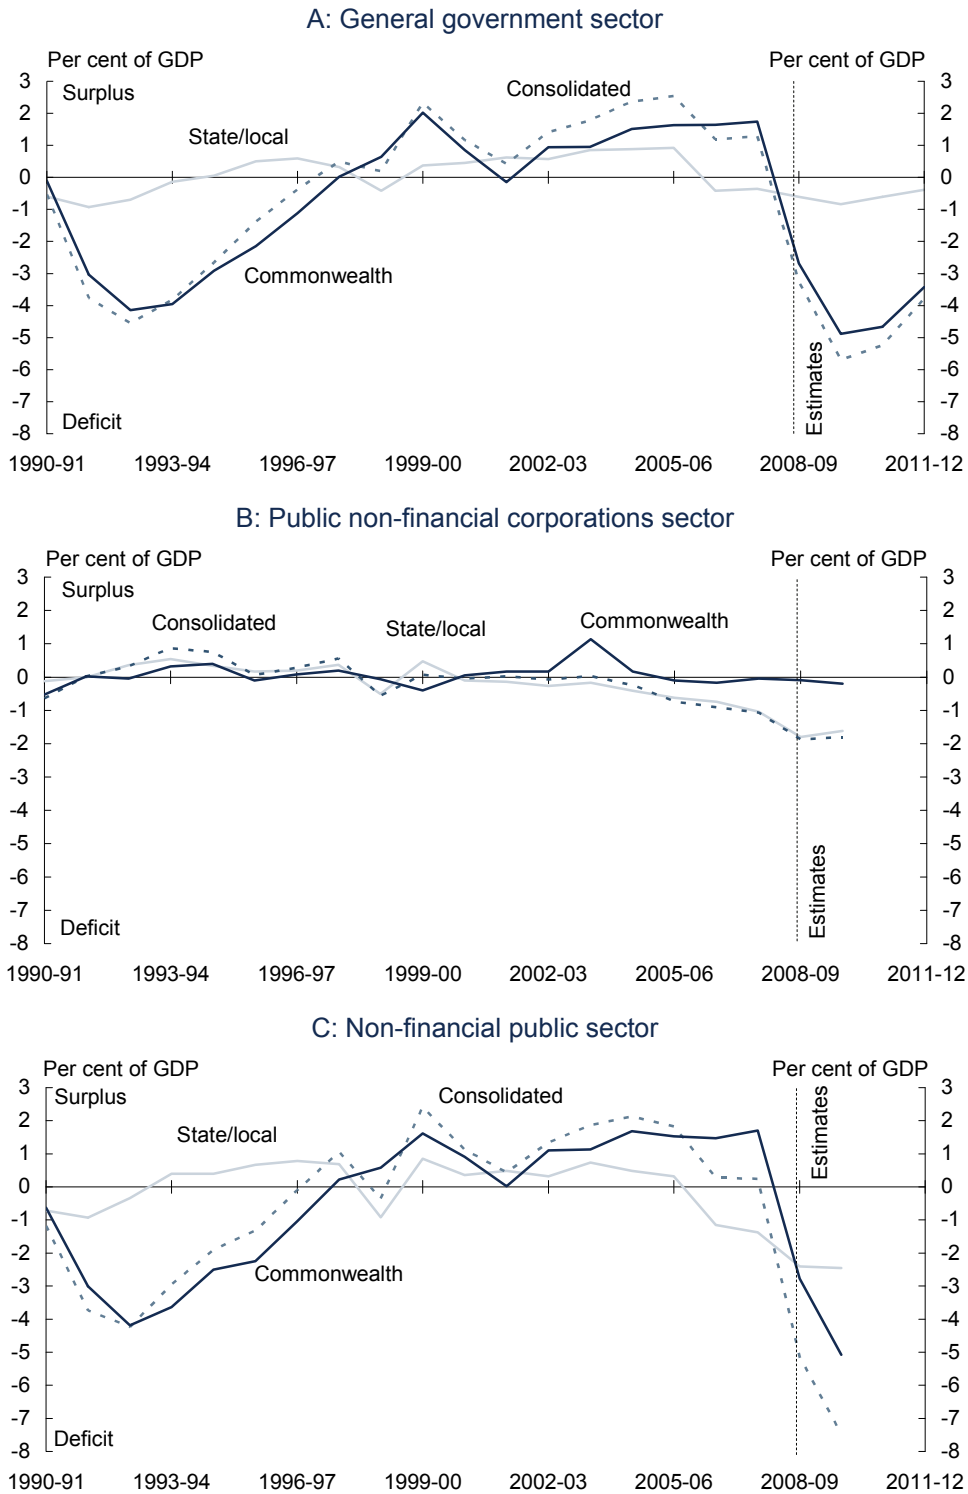 A: General government sector
Per cent of GDP Per cent of GDP
3 3
Surplus Consolidated
2 2
State/local
1 1
0 0
-1 -1
-2 -2
-3 Commonwealth -3
-4 -4
-5 -5
-6 -6
Estimates
-7 -7
Deficit
-8 -8
1990-91 1993-94 1996-97 1999-00 2002-03 2005-06 2008-09 2011-12
B: Public non-financial corporations sector
Per cent of GDP Per cent of GDP
3 3
Surplus
2 2
Consolidated State/local Commonwealth
1 1
0 0
-1 -1
-2 -2
-3 -3
-4 -4
-5 -5
-6 -6
Estimates
-7 -7
Deficit
-8 -8
1990-91 1993-94 1996-97 1999-00 2002-03 2005-06 2008-09 2011-12
C: Non-financial public sector
Per cent of GDP Per cent of GDP
3 3
Surplus Consolidated
Estimates
2 2
State/local
1 1
0 0
-1 -1
-2 -2
Commonwealth
-3 -3
-4 -4
-5 -5
-6 -6
-7 -7
Deficit
-8 -8
1990-91 1993-94 1996-97 1999-00 2002-03 2005-06 2008-09 2011-12